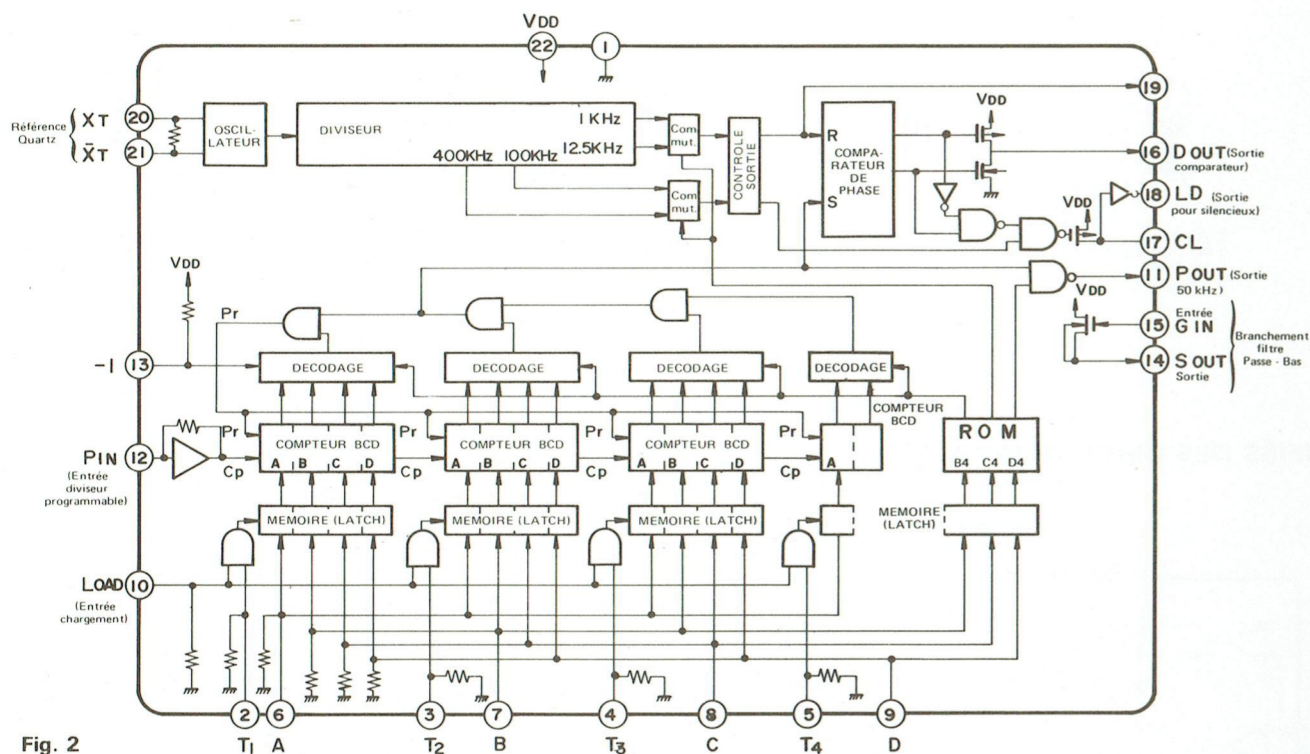 VDD
22
1
20
XT
Référence
Quartz
21
X̄T
OSCIL-
LATEUR
DIVISEUR
1 KHz
12.5KHz
400KHz
100KHz
Com
mut.
Com
mut.
CONTROLE
SORTIE
R
S
COMPA-
RATEUR
DE
PHASE
VDD
19
16
D OUT (Sortie
comparateur)
18
LD (Sortie
pour silencieux)
VDD
17
CL
11
P OUT (Sortie
50 kHz)
VDD
Entrée
15
G IN
14
S OUT
Sortie
Branchement
filtre
Passe - Bas
VDD
Pr
-1
13
DECODAGE
DECODAGE
DECODAGE
DECODAGE
COMPTEUR
BCD
PIN
12
(Entrée
diviseur
programmable)
Pr
Cp
COMPTEUR BCD
A B C D
Pr
Cp
COMPTEUR BCD
A B C D
Pr
Cp
COMPTEUR BCD
A B C D
Pr
Cp
A
ROM
B4 C4 D4
MEMOIRE (LATCH)
MEMOIRE (LATCH)
MEMOIRE (LATCH)
MEMOIRE
(LATCH)
LOAD
10
(Entrée
chargement)
2 6 3 7 4 8 5 9
T1 A T2 B T3 C T4 D
Fig. 2